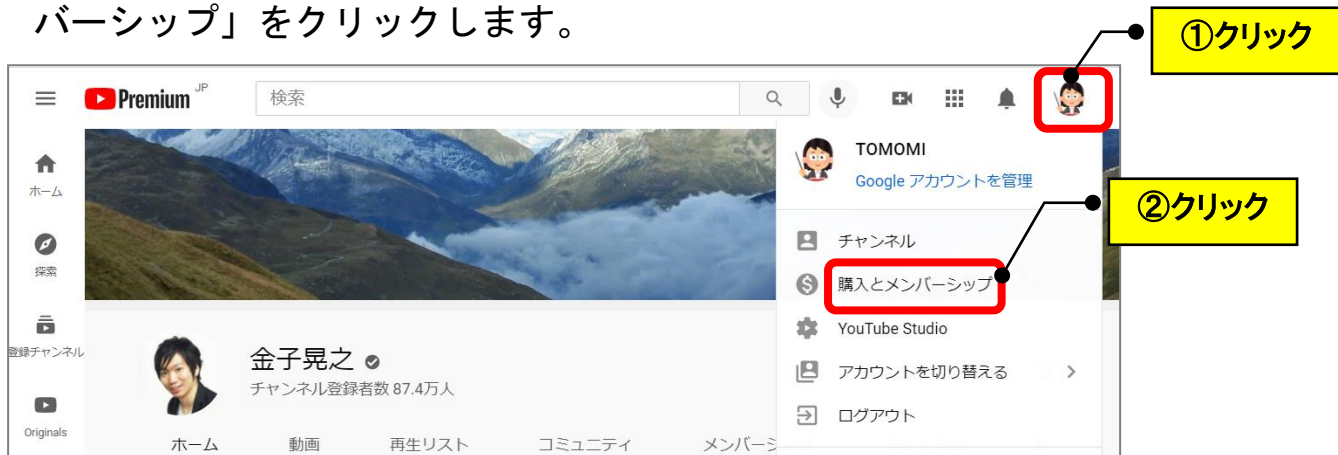 バーシップ」をクリックします。
①クリック
Premium JP
検索
TOMOMI
Google アカウントを管理
②クリック
ホーム
チャンネル
探索
購入とメンバーシップ
YouTube Studio
登録チャンネル
金子晃之
アカウントを切り替える
チャンネル登録者数 87.4万人
ログアウト
Originals
ホーム 動画 再生リスト コミュニティ メンバーシ